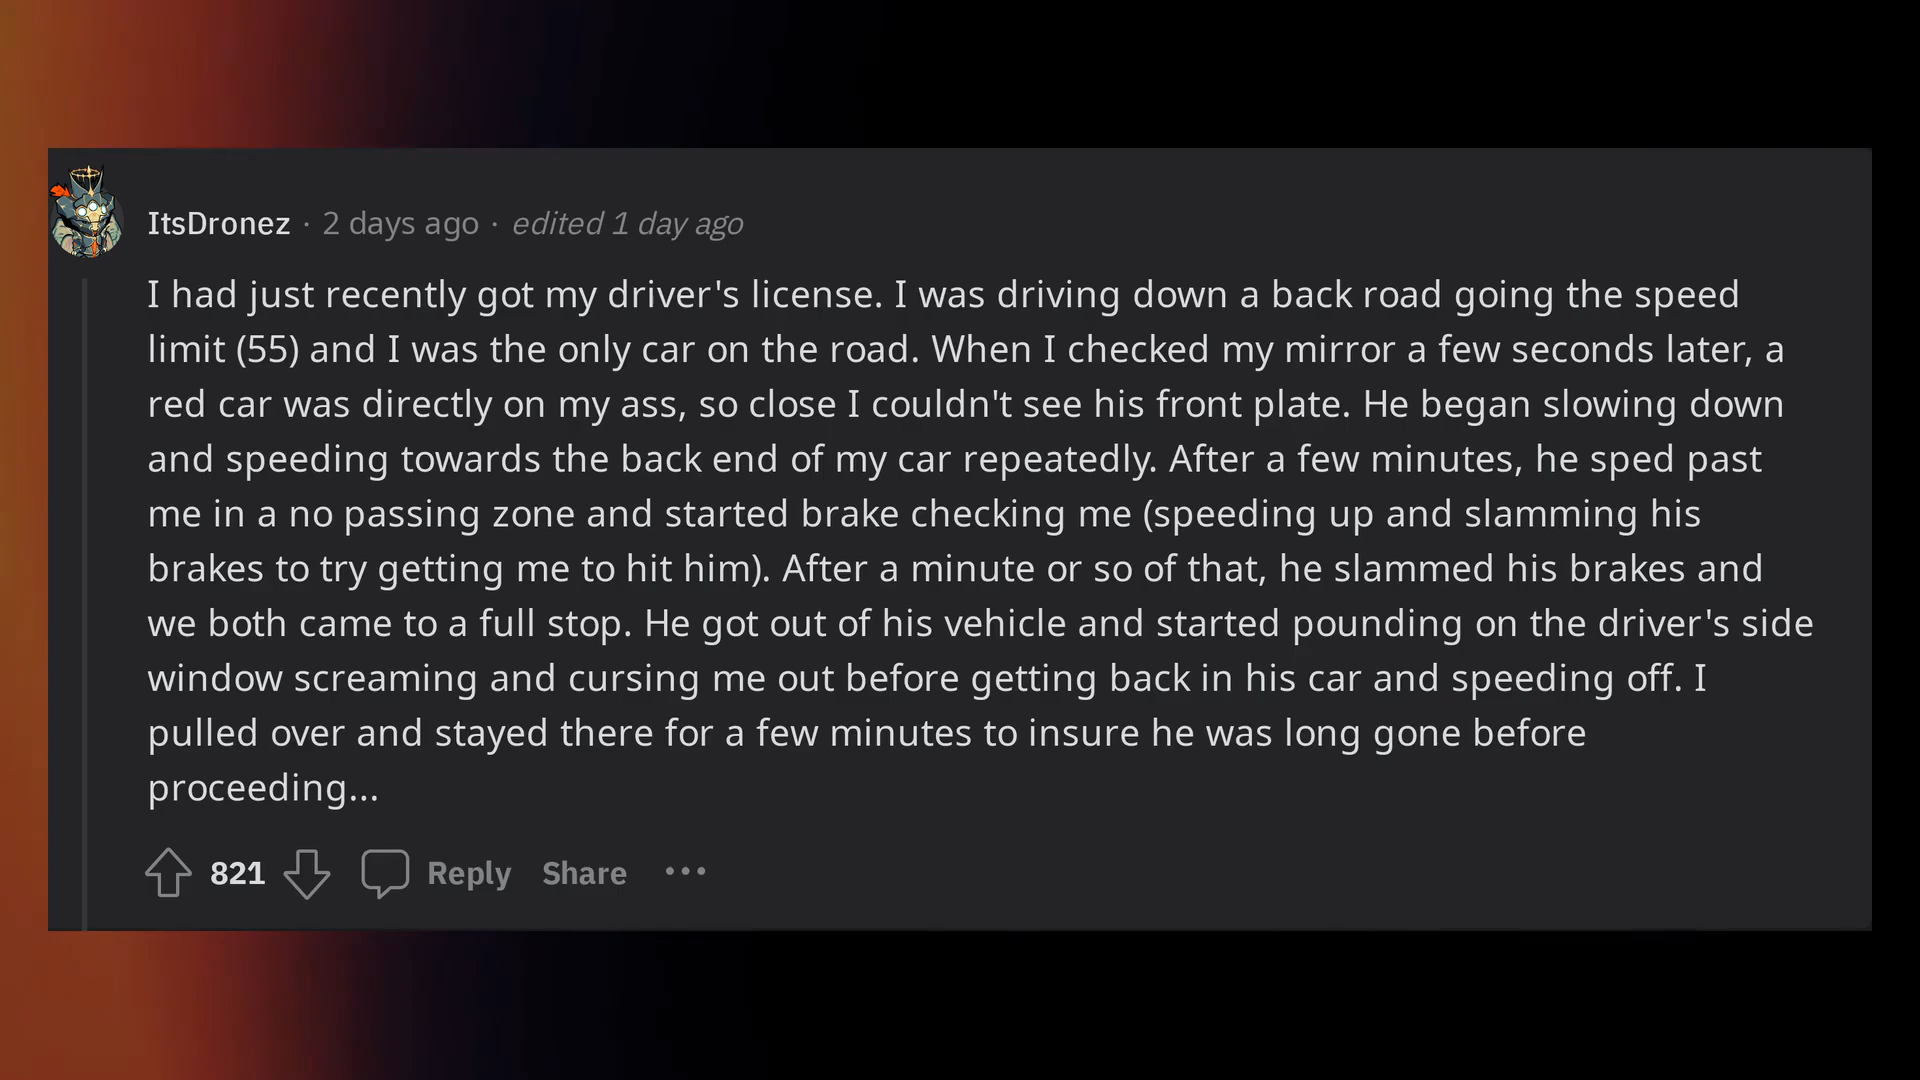 ItsDronez · 2 days ago · edited 1 day ago
I had just recently got my driver's license. I was driving down a back road going the speed
limit (55) and I was the only car on the road. When I checked my mirror a few seconds later, a
red car was directly on my ass, so close I couldn't see his front plate. He began slowing down
and speeding towards the back end of my car repeatedly. After a few minutes, he sped past
me in a no passing zone and started brake checking me (speeding up and slamming his
brakes to try getting me to hit him). After a minute or so of that, he slammed his brakes and
we both came to a full stop. He got out of his vehicle and started pounding on the driver's side
window screaming and cursing me out before getting back in his car and speeding off. I
pulled over and stayed there for a few minutes to insure he was long gone before
proceeding...
821 Reply Share ···